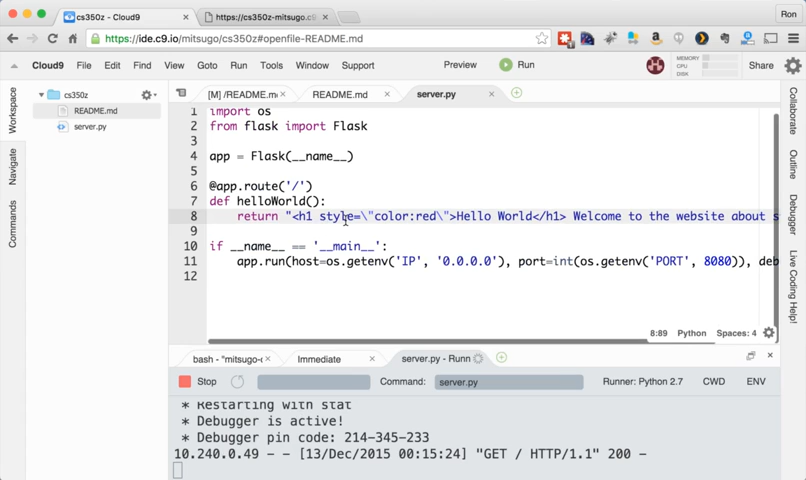 cs350z - Cloud9
https://cs350z-mitsugo.c9
Ron
https://ide.c9.io/mitsugo/cs350z#openfile-README.md
Cloud9 File Edit Find View Goto Run Tools Window Support Preview Run MEMORY CPU DISK Share
Workspace
Navigate
Commands
cs350z
README.md
server.py
[M] /README.m
README.md
server.py
1 import os
2 from flask import Flask
3
4 app = Flask(__name__)
5
6 @app.route('/')
7 def helloWorld():
8 return "<h1 style=\"color:red\">Hello World</h1> Welcome to the website about s
9
10 if __name__ == '__main__':
11 app.run(host=os.getenv('IP', '0.0.0.0'), port=int(os.getenv('PORT', 8080)), deb
12
8:89 Python Spaces: 4
Collaborate
Outline
Debugger
Live Coding Help!
bash - "mitsugo-c
Immediate
server.py - Runn
Stop Command: server.py Runner: Python 2.7 CWD ENV
* Restarting with stat
* Debugger is active!
* Debugger pin code: 214-345-233
10.240.0.49 - - [13/Dec/2015 00:15:24] "GET / HTTP/1.1" 200 -